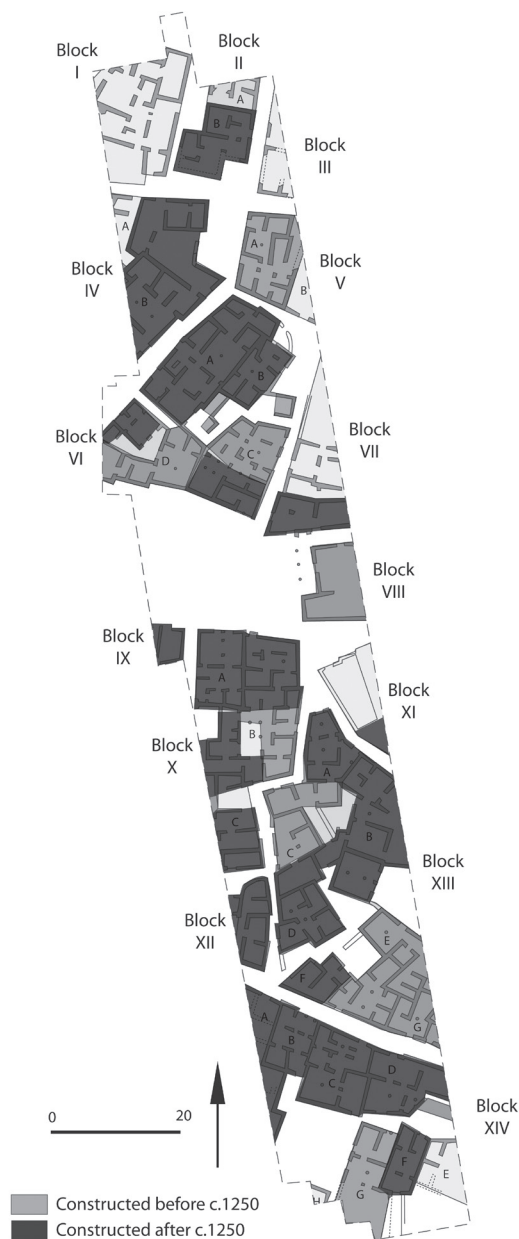 Block
I
Block
II
A
B
Block
III
A
Block
IV
B
A
Block
V
B
A
B
Block
VI
D
C
Block
VII
Block
VIII
Block
IX
A
Block
XI
B
Block
X
A
C
B
C
Block
XIII
Block
XII
D
E
F
G
A
B
C
D
0 20
Block
XIV
F
E
G
H
Constructed before c.1250
Constructed after c.1250